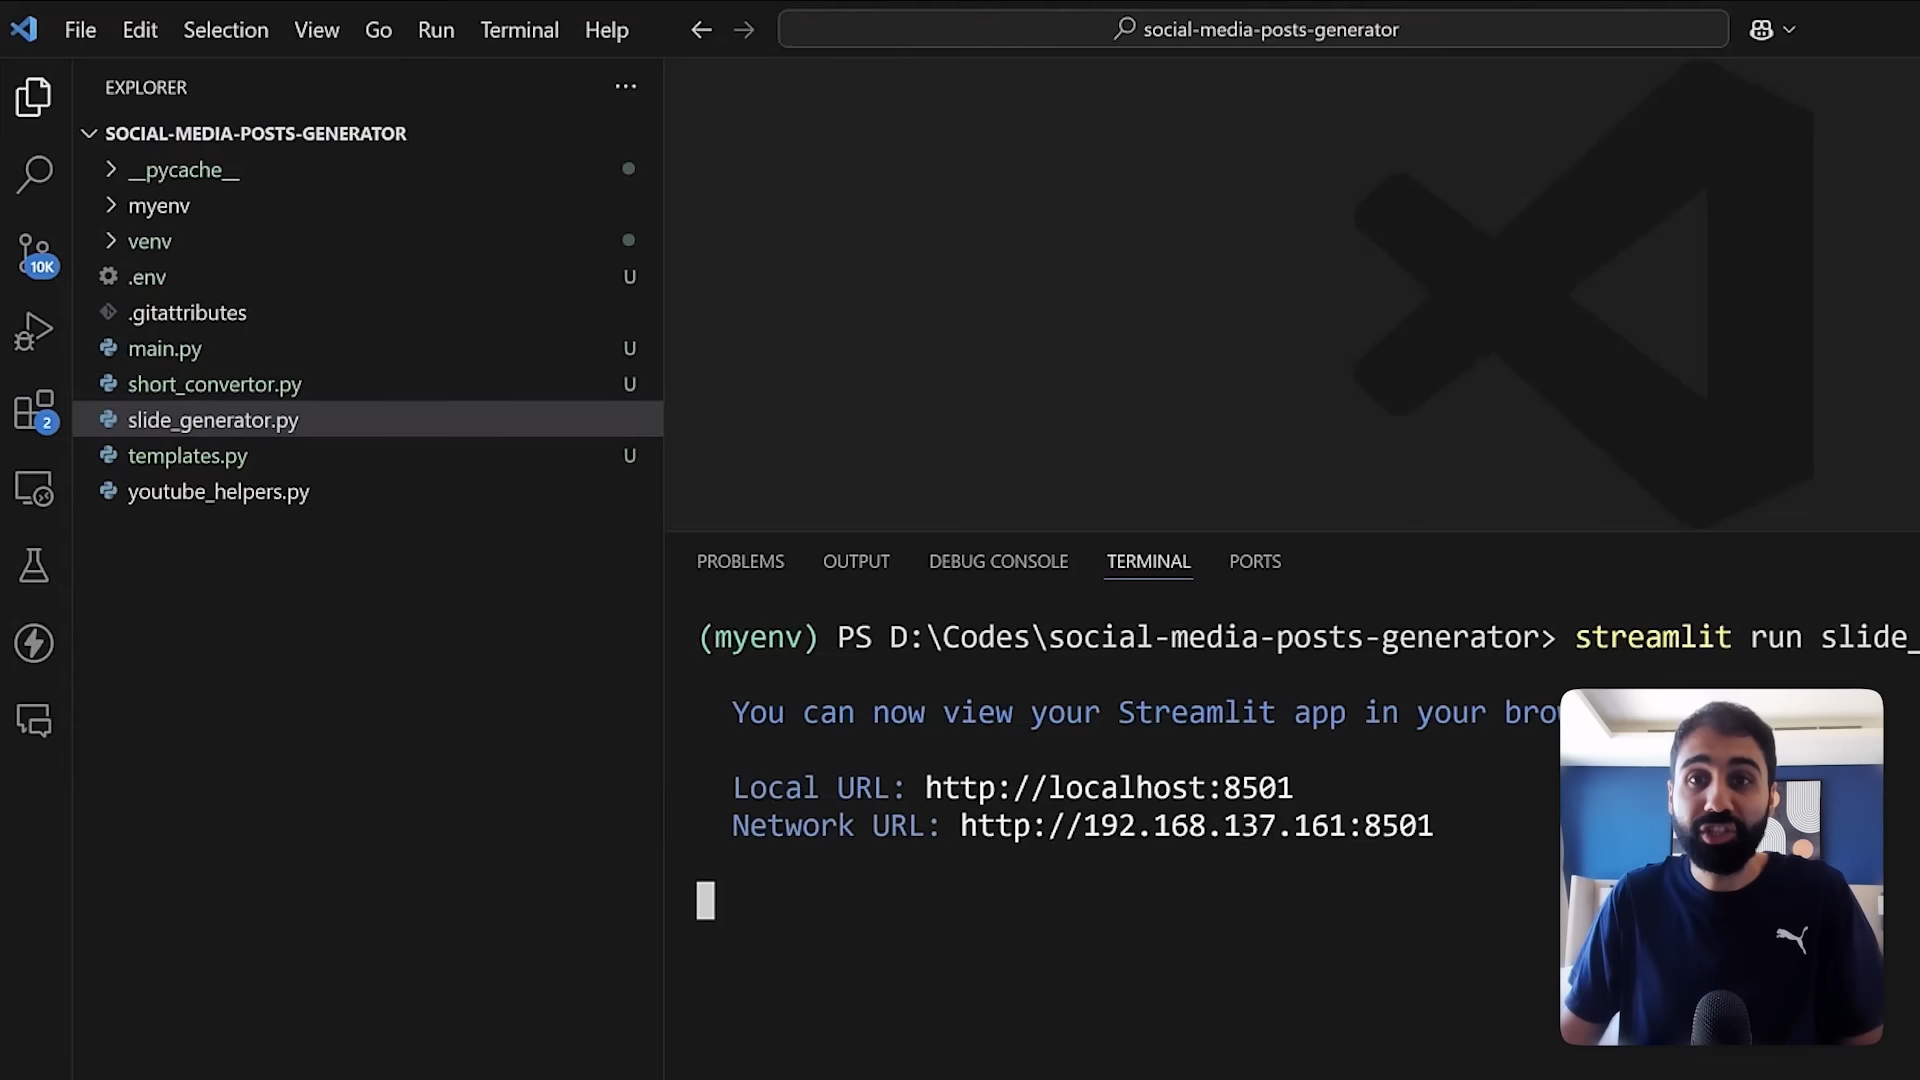 File Edit Selection View Go Run Terminal Help
social-media-posts-generator
EXPLORER
SOCIAL-MEDIA-POSTS-GENERATOR
__pycache__
myenv
venv
10K
.env U
.gitattributes
main.py U
short_convertor.py U
slide_generator.py
2
templates.py U
youtube_helpers.py
PROBLEMS OUTPUT DEBUG CONSOLE TERMINAL PORTS
(myenv) PS D:\Codes\social-media-posts-generator> streamlit run slide_
You can now view your Streamlit app in your bro
Local URL: http://localhost:8501
Network URL: http://192.168.137.161:8501